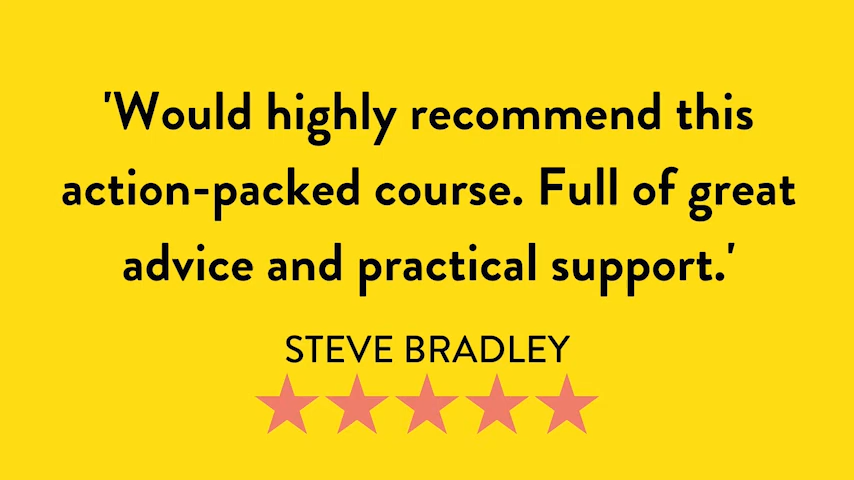 'Would highly recommend this
action-packed course. Full of great
advice and practical support.'
STEVE BRADLEY